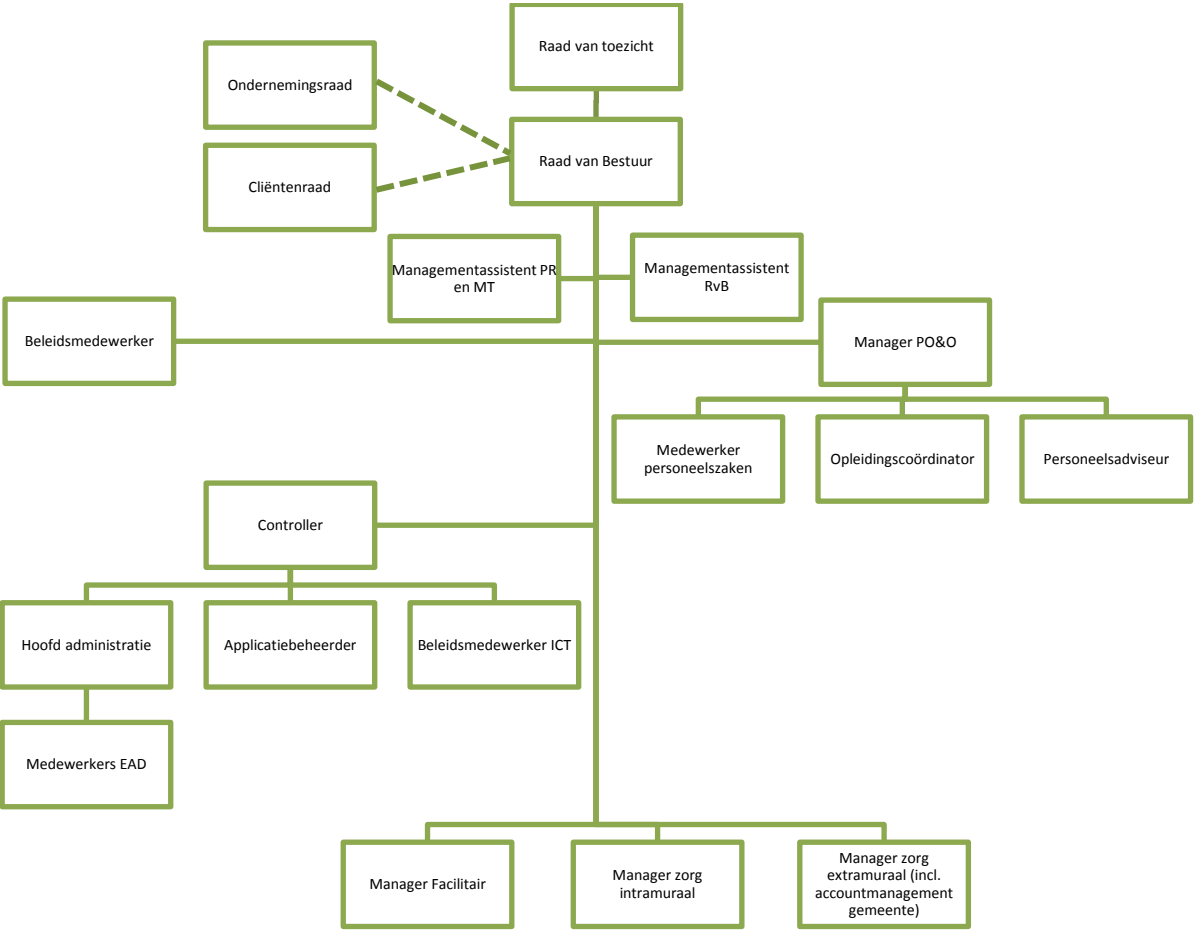 Raad van toezicht
Ondernemingsraad
Raad van Bestuur
Cliëntenraad
Managementassistent PR
en MT
Managementassistent
RvB
Beleidsmedewerker
Manager PO&O
Medewerker
personeelszaken
Opleidingscoördinator
Personeelsadviseur
Controller
Hoofd administratie
Applicatiebeheerder
Beleidsmedewerker ICT
Medewerkers EAD
Manager Facilitair
Manager zorg
intramuraal
Manager zorg
extramuraal (incl.
accountmanagement
gemeente)